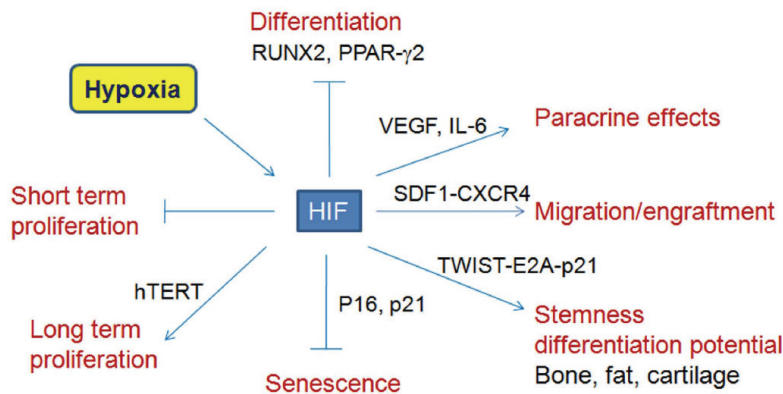 Differentiation
RUNX2, PPAR-γ2
Hypoxia
VEGF, IL-6
Paracrine effects
Short term
proliferation
HIF
SDF1-CXCR4
Migration/engraftment
hTERT
P16, p21
TWIST-E2A-p21
Long term
proliferation
Senescence
Stemness
differentiation potential
Bone, fat, cartilage